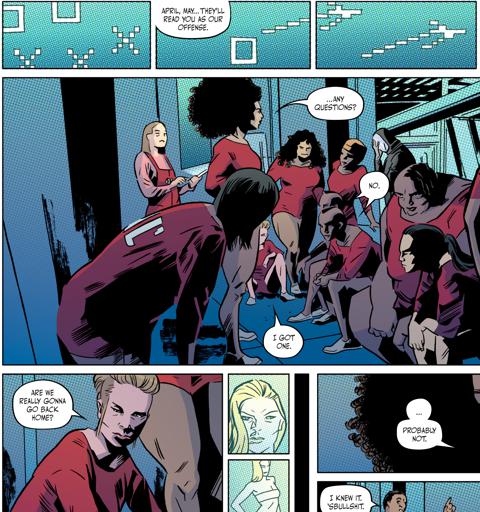 APRIL, MAY... THEY'LL
READ YOU AS OUR
OFFENSE.
...ANY
QUESTIONS?
NO.
I GOT
ONE.
ARE WE
REALLY GONNA
GO BACK
HOME?
...
PROBABLY
NOT.
I KNEW IT.
'SBULLSHIT.